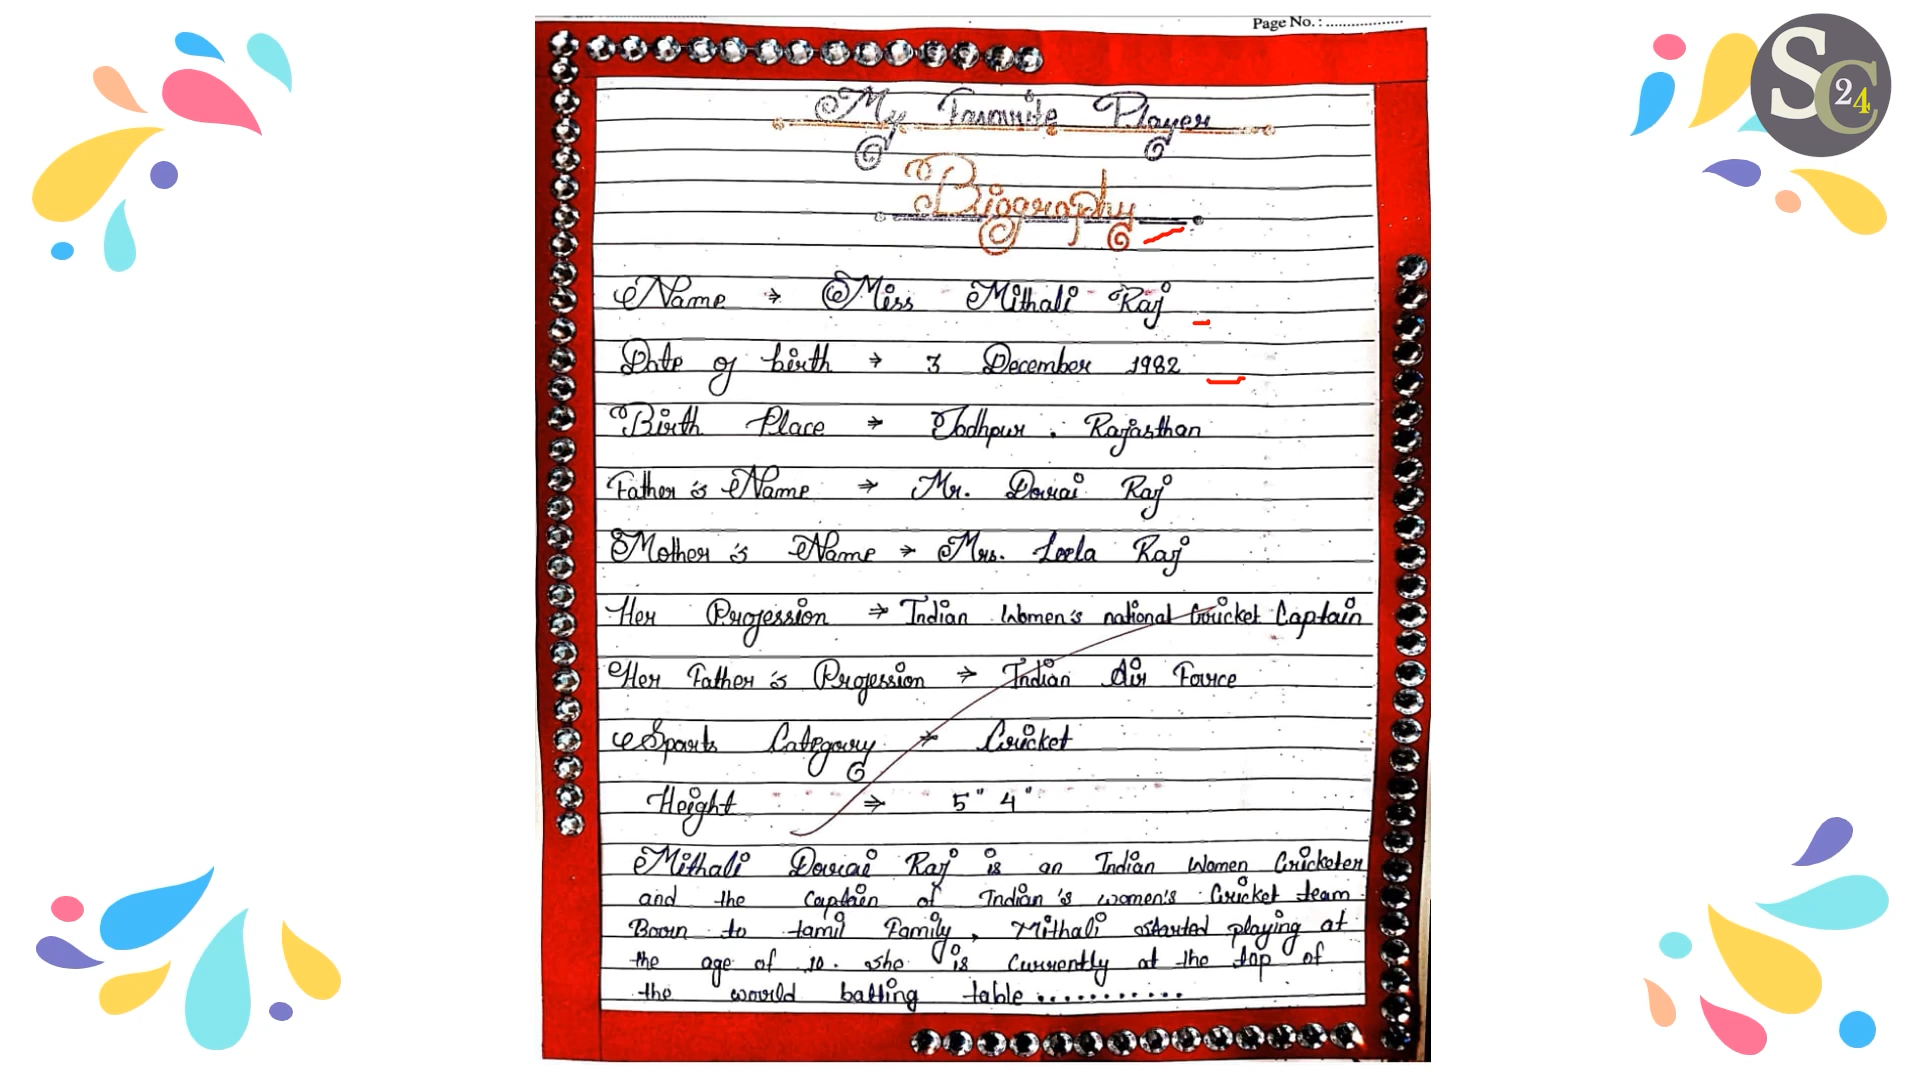 Page No. : ..................
SC 24
My Favourite Player
Biography
Name → Miss Mithali Raj
Date of birth → 3 December 1982
Birth Place → Jodhpur . Rajasthan
Father's Name → Mr. Dorai Raj
Mother's Name → Mrs. Leela Raj
Her Profession → Indian Women's national Cricket Captain
Her Father's Profession → Indian Air Force
Sports Category → Cricket
Height → 5" 4"
Mithali Dorai Raj is an Indian Women Cricketer
and the captain of Indian's women's Cricket team
Born to tamil Family, Mithali started playing at
the age of 10. she is currently at the top of
the world batting table ...........